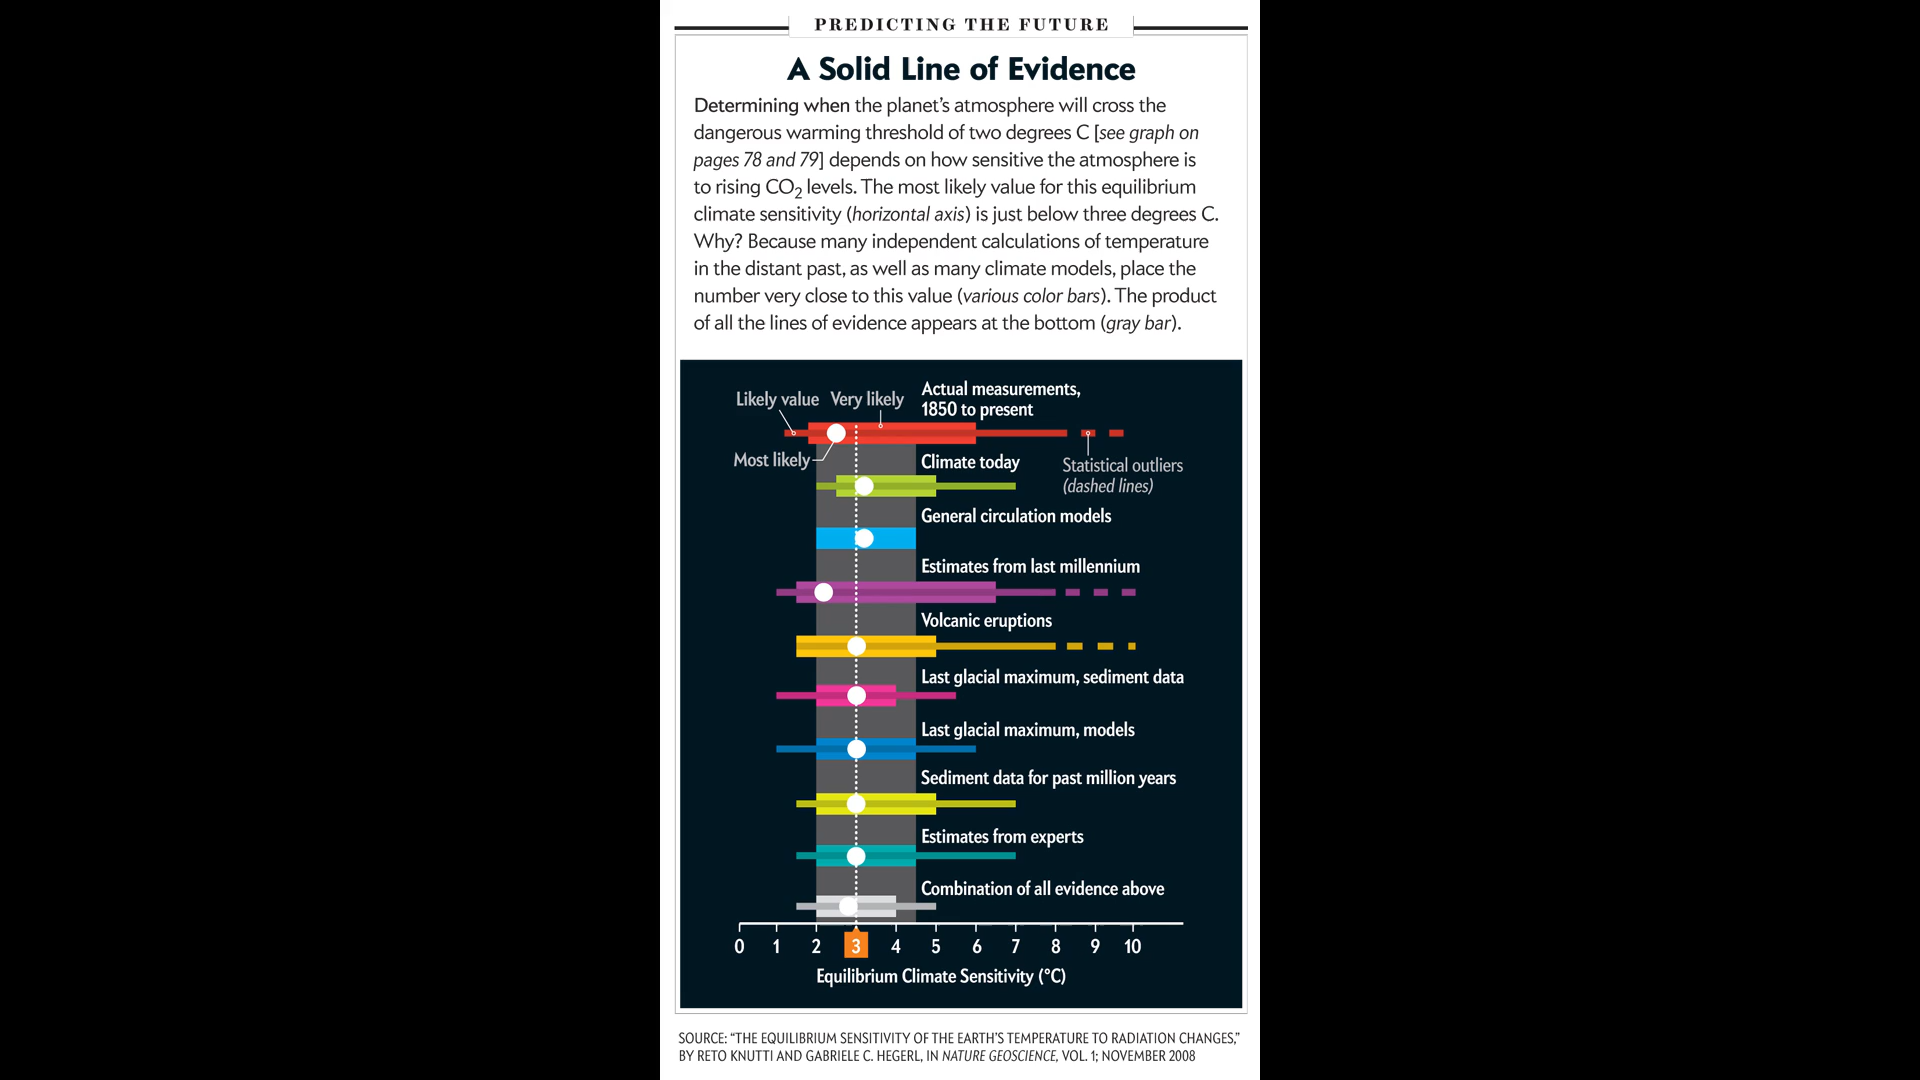 PREDICTING THE FUTURE
A Solid Line of Evidence
Determining when the planet’s atmosphere will cross the
dangerous warming threshold of two degrees C [see graph on
pages 78 and 79] depends on how sensitive the atmosphere is
to rising CO2 levels. The most likely value for this equilibrium
climate sensitivity (horizontal axis) is just below three degrees C.
Why? Because many independent calculations of temperature
in the distant past, as well as many climate models, place the
number very close to this value (various color bars). The product
of all the lines of evidence appears at the bottom (gray bar).
Likely value
Very likely
Actual measurements,
1850 to present
Most likely
Climate today
Statistical outliers
(dashed lines)
General circulation models
Estimates from last millennium
Volcanic eruptions
Last glacial maximum, sediment data
Last glacial maximum, models
Sediment data for past million years
Estimates from experts
Combination of all evidence above
0 1 2 3 4 5 6 7 8 9 10
Equilibrium Climate Sensitivity (°C)
SOURCE: “THE EQUILIBRIUM SENSITIVITY OF THE EARTH’S TEMPERATURE TO RADIATION CHANGES,”
BY RETO KNUTTI AND GABRIELE C. HEGERL, IN NATURE GEOSCIENCE, VOL. 1; NOVEMBER 2008